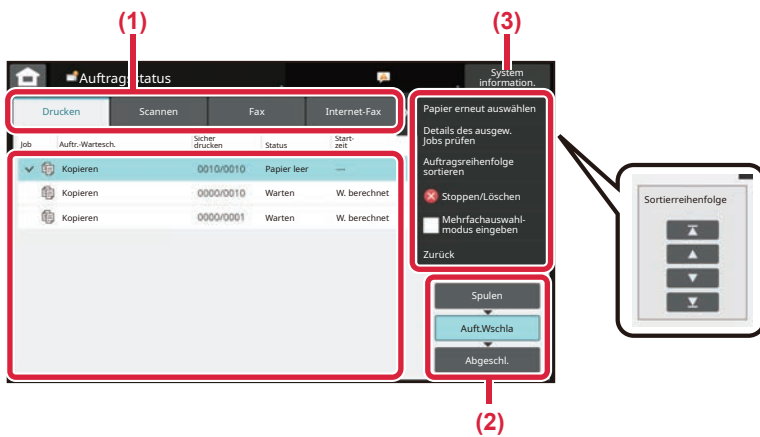 (1)
(3)
Auftragsstatus
System
information.
Drucken
Scannen
Fax
Internet-Fax
Job
Auftr.-Wartesch.
Sicher
drucken
Status
Start-
zeit
Kopieren
0010/0010
Papier leer
—
Kopieren
0000/0010
Warten
W. berechnet
Kopieren
0000/0001
Warten
W. berechnet
Papier erneut auswählen
Details des ausgew.
Jobs prüfen
Auftragsreihenfolge
sortieren
Stoppen/Löschen
Mehrfachauswahl-
modus eingeben
Zurück
Spulen
Auft.Wschla
Abgeschl.
(2)
Sortierreihenfolge